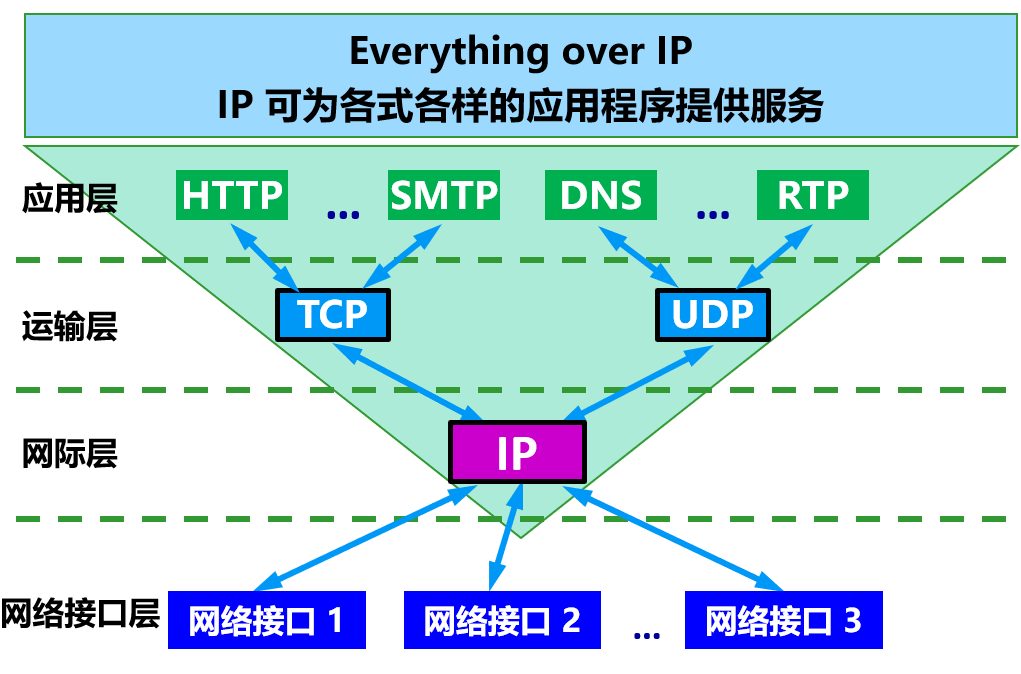 Everything over IP
IP 可为各式各样的应用程序提供服务
应用层
HTTP
...
SMTP
DNS
...
RTP
运输层
TCP
UDP
网际层
IP
网络接口层
网络接口 1
网络接口 2
...
网络接口 3